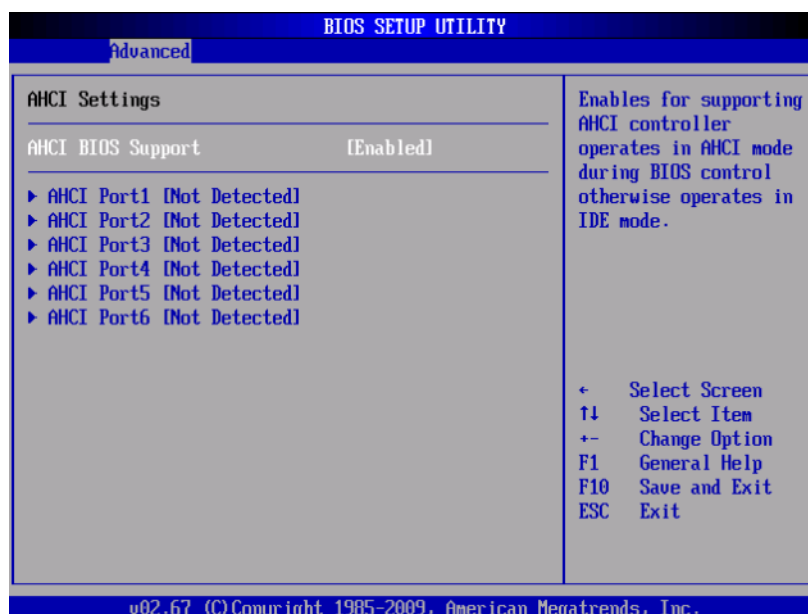 BIOS SETUP UTILITY
Advanced
AHCI Settings
AHCI BIOS Support [Enabled]
AHCI Port1 [Not Detected]
AHCI Port2 [Not Detected]
AHCI Port3 [Not Detected]
AHCI Port4 [Not Detected]
AHCI Port5 [Not Detected]
AHCI Port6 [Not Detected]
Enables for supporting
AHCI controller
operates in AHCI mode
during BIOS control
otherwise operates in
IDE mode.
← Select Screen
↑↓ Select Item
+- Change Option
F1 General Help
F10 Save and Exit
ESC Exit
v02.67 (C)Copyright 1985-2009, American Megatrends, Inc.